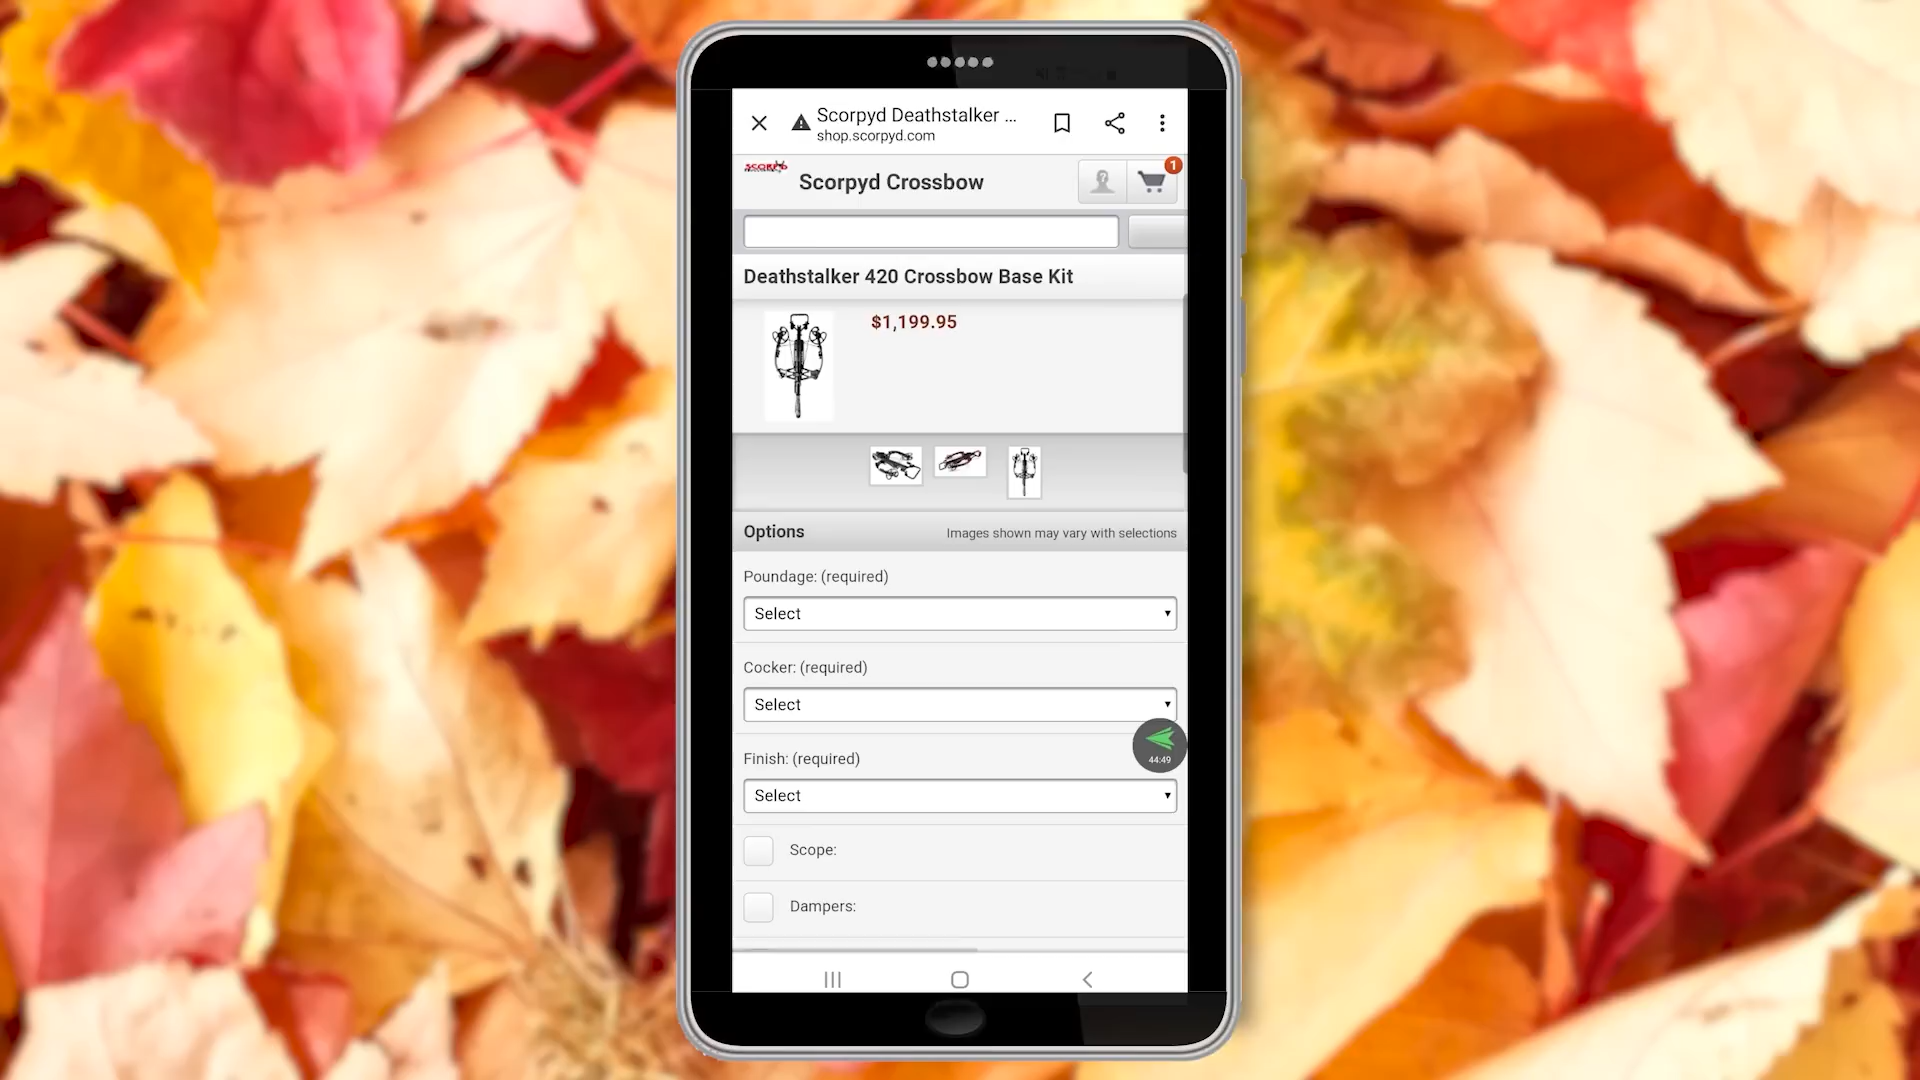 Scorpyd Deathstalker ...
shop.scorpyd.com
SCORPYD
Scorpyd Crossbow
1
Deathstalker 420 Crossbow Base Kit
$1,199.95
Options
Images shown may vary with selections
Poundage: (required)
Select
Cocker: (required)
Select
44:49
Finish: (required)
Select
Scope:
Dampers: